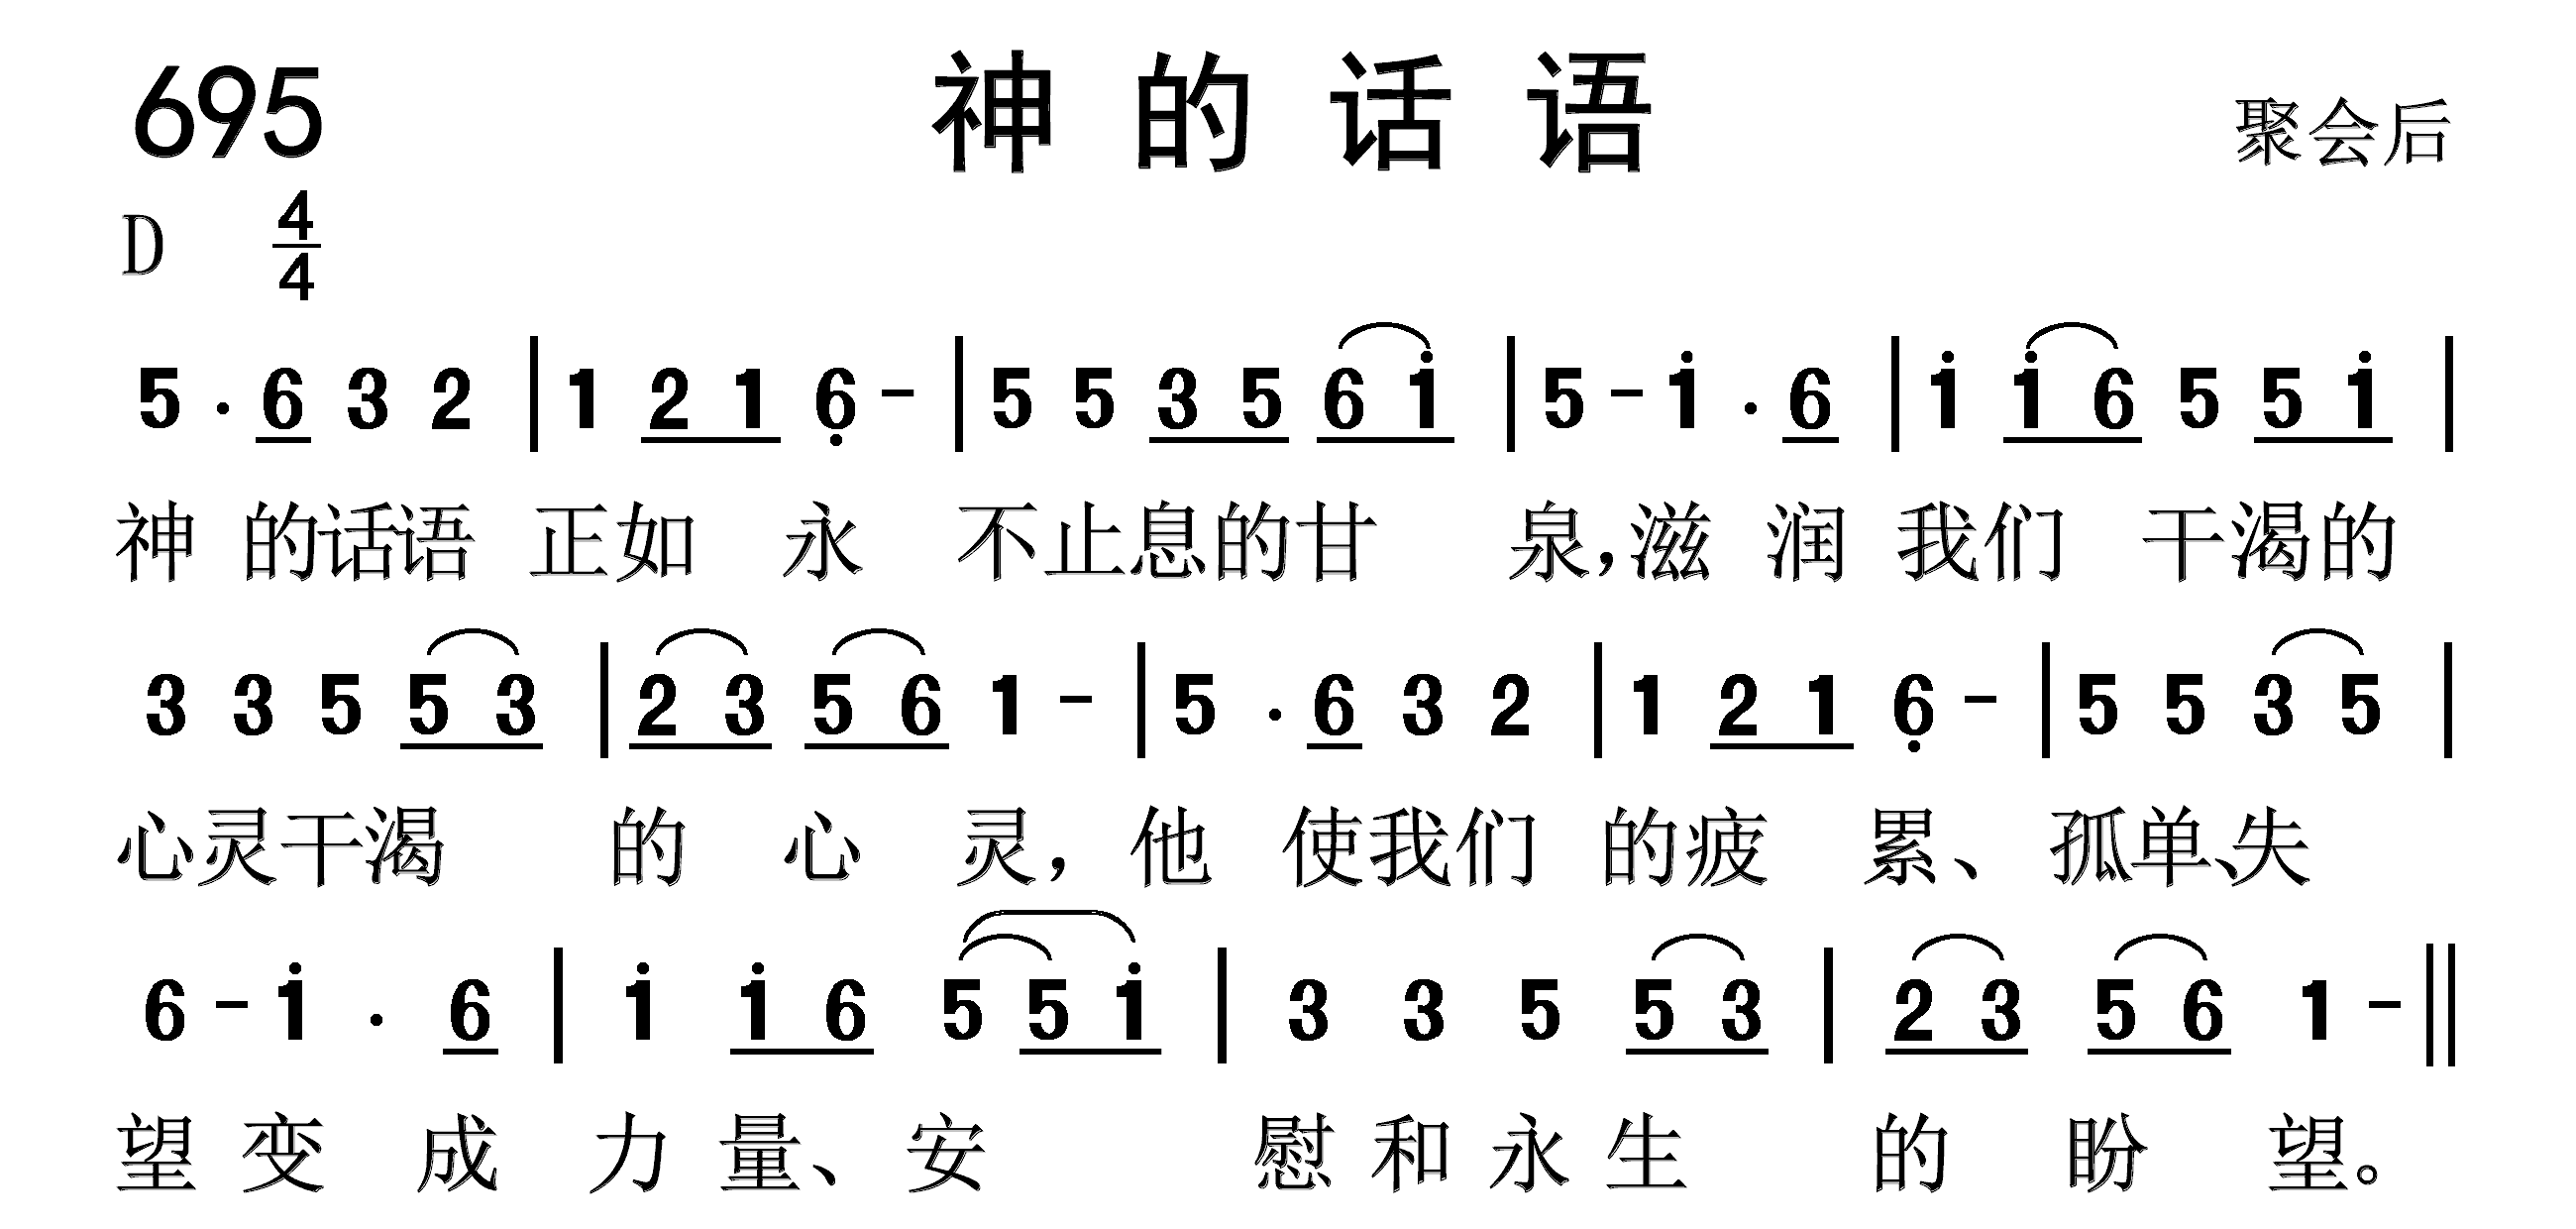 695 神的话语 聚会后
D 4/4
5 · 6 3 2 | 1 2 1 6̣ - | 5 5 3 5 6 i | 5 - i · 6 | i i 6 5 5 i |
神的话语 正如 永 不止息的甘 泉，滋 润 我们 干渴的
3 3 5 5 3 | 2 3 5 6 1 - | 5 · 6 3 2 | 1 2 1 6̣ - | 5 5 3 5 |
心灵干渴 的 心 灵，他 使我们 的疲 累、孤单、失
6 - i · 6 | i i 6 5 5 i | 3 3 5 5 3 | 2 3 5 6 1 - ||
望 变 成 力 量、安 慰 和 永 生 的 盼 望。